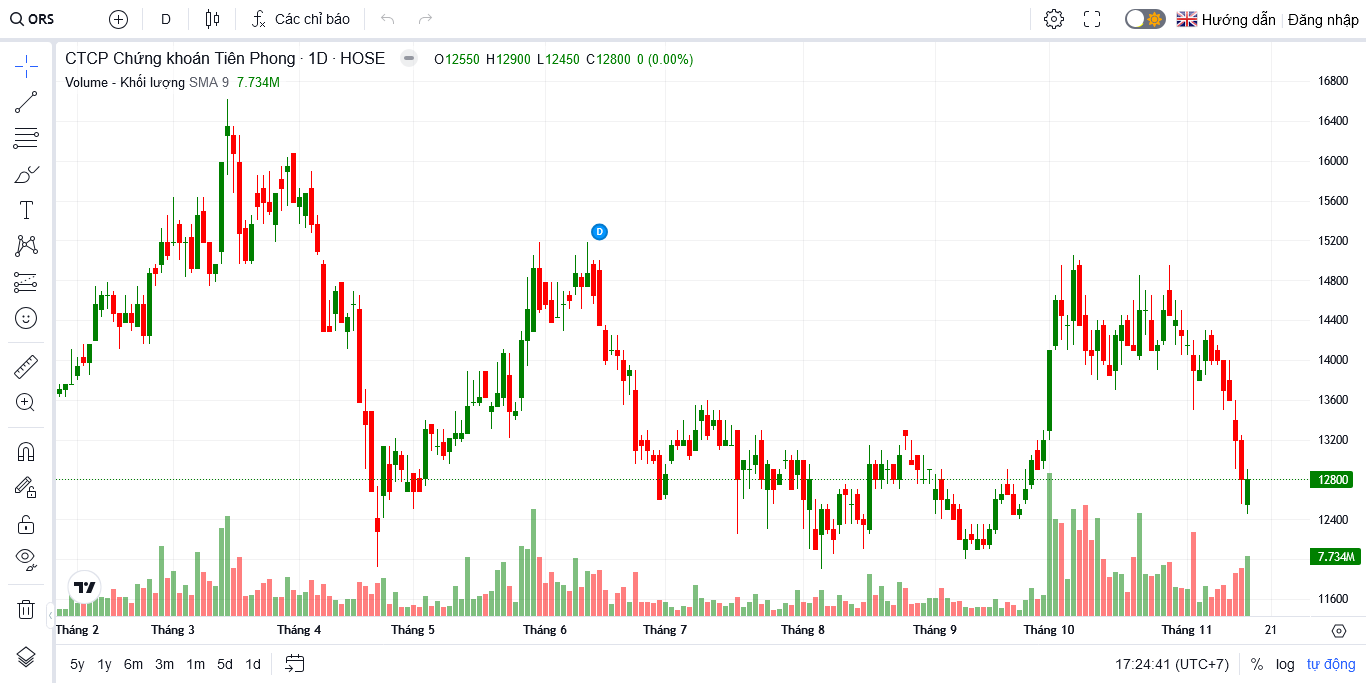 ORS D Các chỉ báo Hướng dẫn Đăng nhập
CTCP Chứng khoán Tiên Phong · 1D · HOSE O12550 H12900 L12450 C12800 0 (0.00%)
Volume - Khối lượng SMA 9 7.734M
16800
16400
16000
15600
15200
D
14800
14400
14000
13600
13200
12800
12400
7.734M
11600
Tháng 2 Tháng 3 Tháng 4 Tháng 5 Tháng 6 Tháng 7 Tháng 8 Tháng 9 Tháng 10 Tháng 11 21
5y 1y 6m 3m 1m 5d 1d 17:24:41 (UTC+7) % log tự động